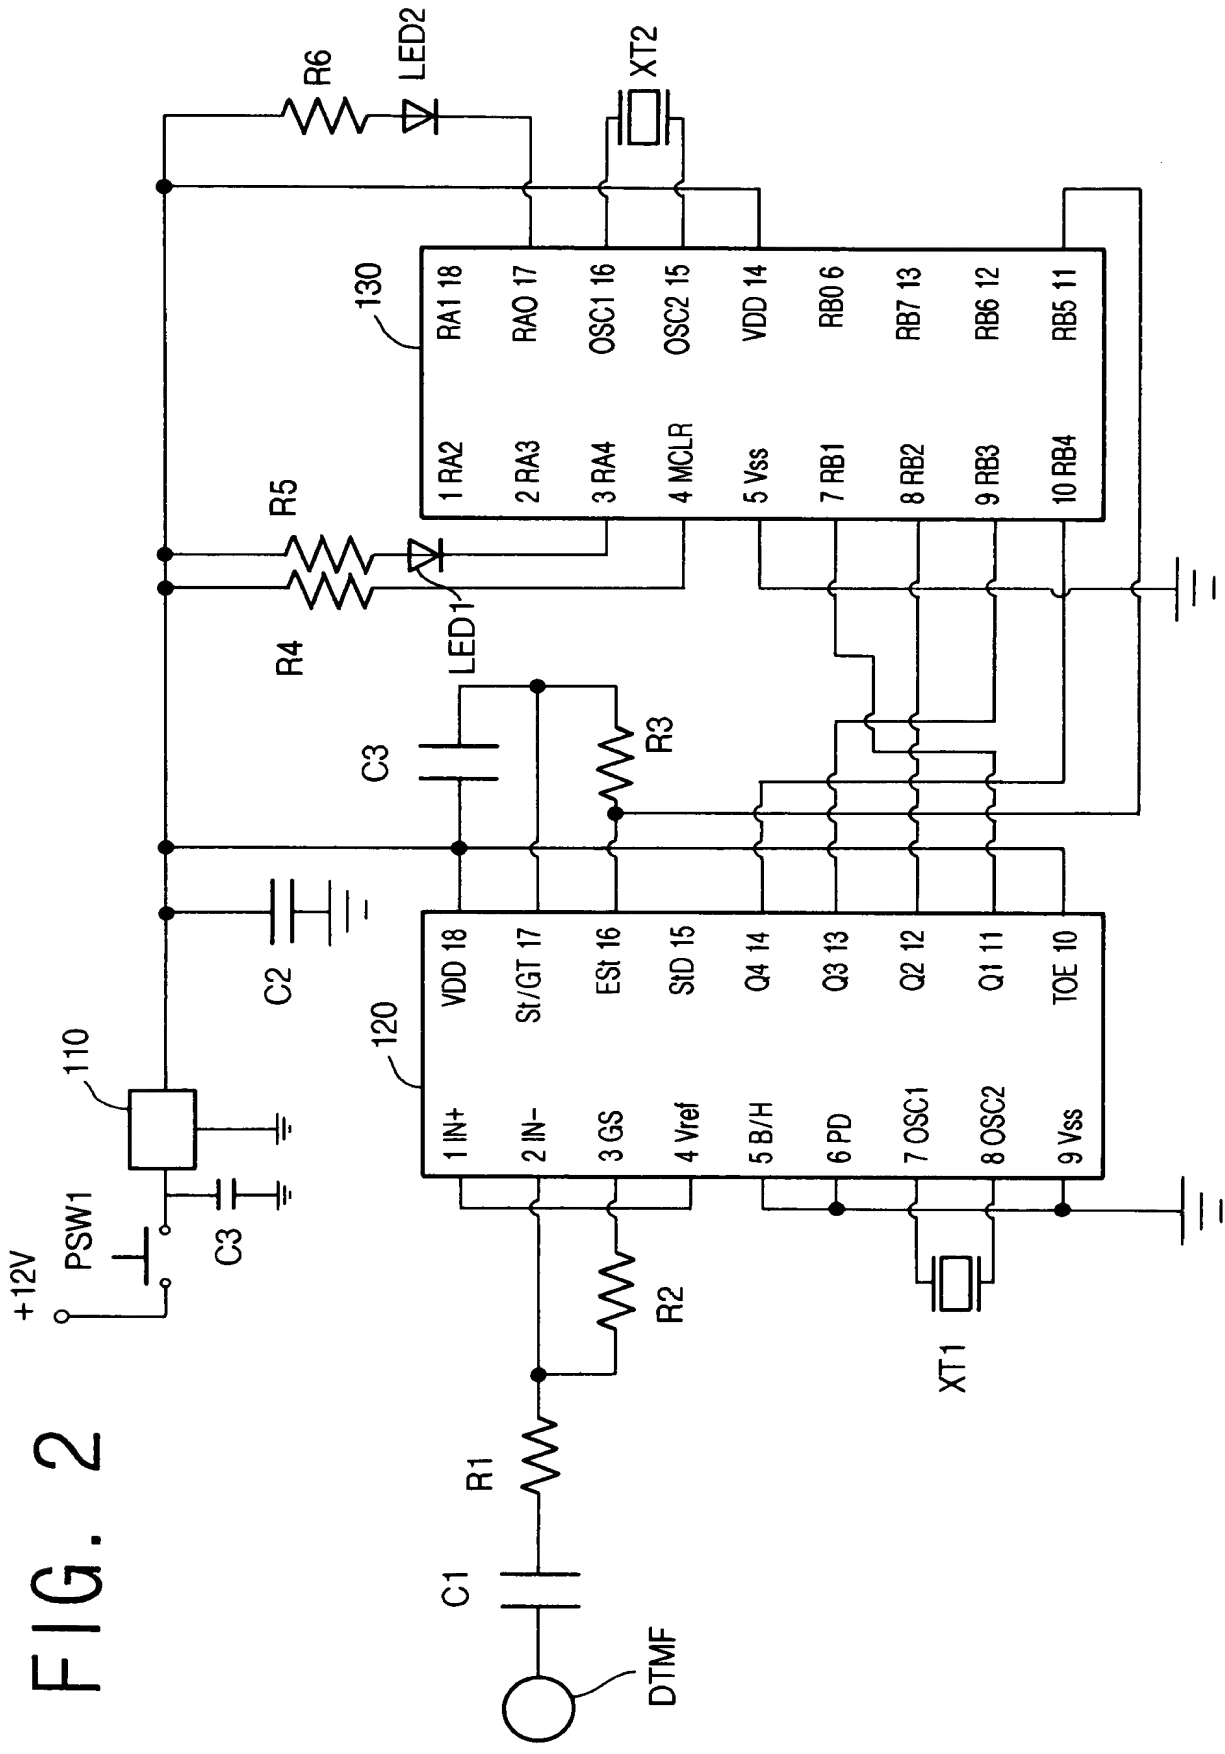 FIG. 2
+12V
PSW1
C3
110
C2
R4
R5
LED1
R6
LED2
C3
R3
XT2
120
1 IN+
2 IN-
3 GS
4 Vref
5 B/H
6 PD
7 OSC1
8 OSC2
9 Vss
VDD 18
St/GT 17
ESt 16
StD 15
Q4 14
Q3 13
Q2 12
Q1 11
TOE 10
130
1 RA2
2 RA3
3 RA4
4 MCLR
5 Vss
7 RB1
8 RB2
9 RB3
10 RB4
RA1 18
RA0 17
OSC1 16
OSC2 15
VDD 14
RB0 6
RB7 13
RB6 12
RB5 11
DTMF
C1
R1
R2
XT1